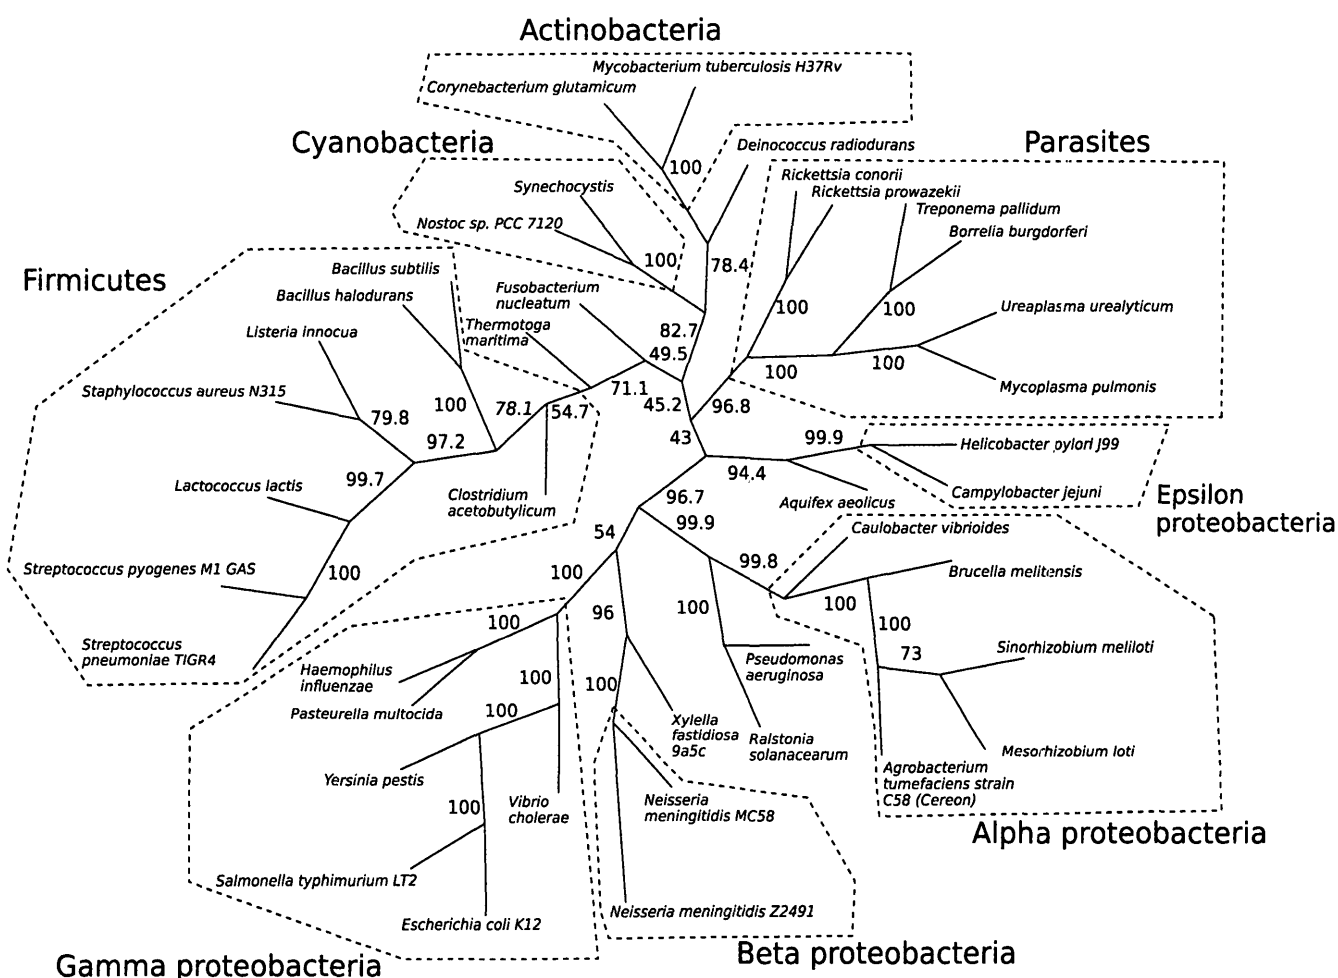 Actinobacteria
Mycobacterium tuberculosis H37Rv
Corynebacterium glutamicum
Cyanobacteria
100
Deinococcus radiodurans
Parasites
Synechocystis
Rickettsia conorii
Rickettsia prowazekii
Treponema pallidum
Nostoc sp. PCC 7120
Borrelia burgdorferi
100
78.4
Firmicutes
Bacillus subtilis
Bacillus halodurans
Fusobacterium
nucleatum
100
100
Ureaplasma urealyticum
Listeria innocua
Thermotoga
maritima
82.7
49.5
100
100
Mycoplasma pulmonis
Staphylococcus aureus N315
79.8
100
78.1
54.7
71.1
45.2
96.8
97.2
43
99.9
Helicobacter pylori J99
99.7
94.4
Lactococcus lactis
Clostridium
acetobutylicum
96.7
Aquifex aeolicus
Campylobacter jejuni
Epsilon
proteobacteria
99.9
54
Caulobacter vibrioides
99.8
Streptococcus pyogenes M1 GAS
100
100
Brucella melitensis
100
96
100
100
100
Streptococcus
pneumoniae TIGR4
73
Sinorhizobium meliloti
Haemophilus
influenzae
100
100
Pseudomonas
aeruginosa
Pasteurella multocida
100
Xylella
fastidiosa
9a5c
Ralstonia
solanacearum
Mesorhizobium loti
Yersinia pestis
Agrobacterium
tumefaciens strain
C58 (Cereon)
100
Vibrio
cholerae
Neisseria
meningitidis MC58
Alpha proteobacteria
Salmonella typhimurium LT2
Escherichia coli K12
Neisseria meningitidis Z2491
Beta proteobacteria
Gamma proteobacteria